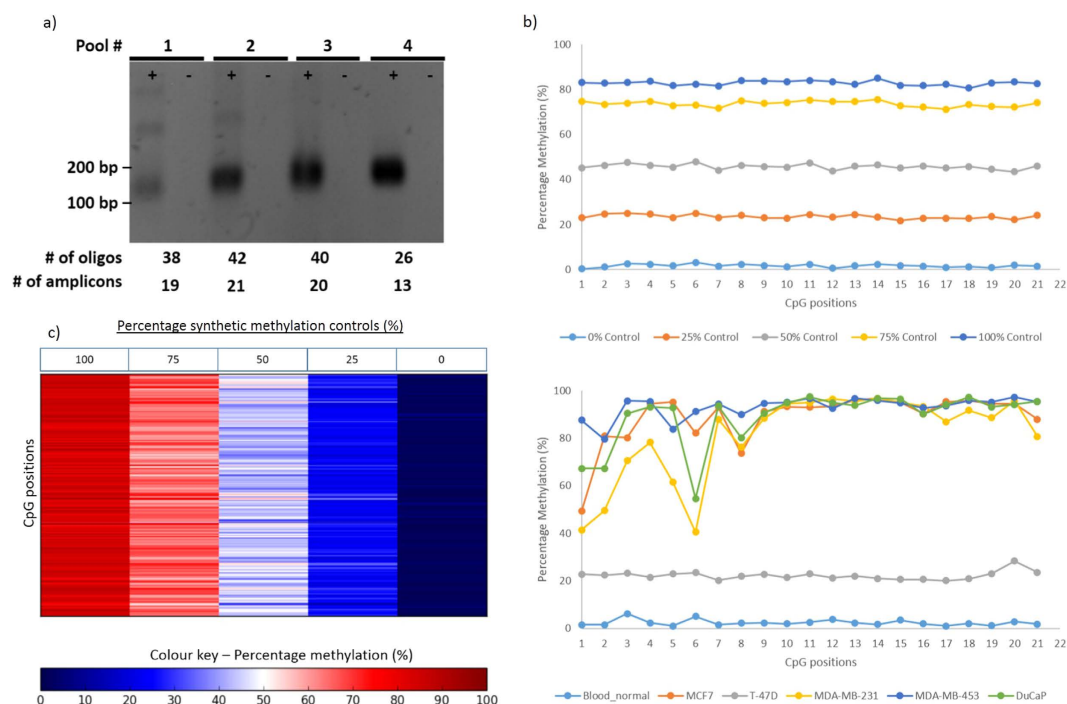 a)
Pool # 1 2 3 4
+ - + - + - + -
200 bp
100 bp
# of oligos 38 42 40 26
# of amplicons 19 21 20 13
b)
100
80
60
40
20
0
Percentage Methylation (%)
1 2 3 4 5 6 7 8 9 10 11 12 13 14 15 16 17 18 19 20 21 22
CpG positions
0% Control 25% Control 50% Control 75% Control 100% Control
100
80
60
40
20
0
Percentage Methylation (%)
1 2 3 4 5 6 7 8 9 10 11 12 13 14 15 16 17 18 19 20 21 22
CpG positions
Blood_normal MCF7 T-47D MDA-MB-231 MDA-MB-453 DuCaP
c)
Percentage synthetic methylation controls (%)
100 75 50 25 0
CpG positions
Colour key – Percentage methylation (%)
0 10 20 30 40 50 60 70 80 90 100